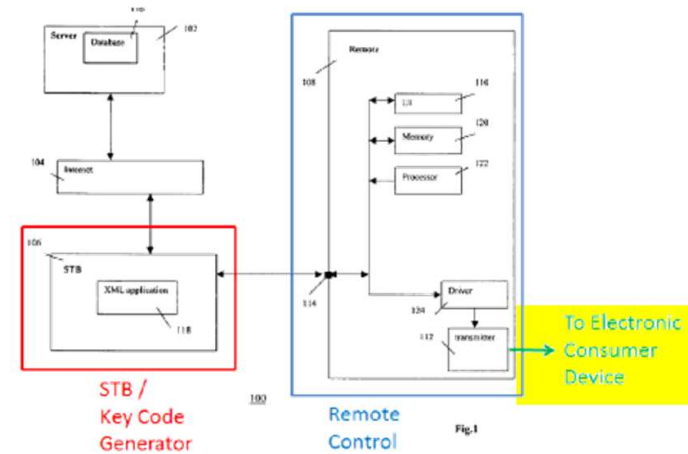 110
102
Server
Database
Remote
108
116
UI
120
Memory
122
Processor
104
Internet
106
STB
XML application
118
114
Driver
124
112
transmitter
To Electronic
Consumer
Device
STB /
Key Code
Generator
100
Remote
Control
Fig.1